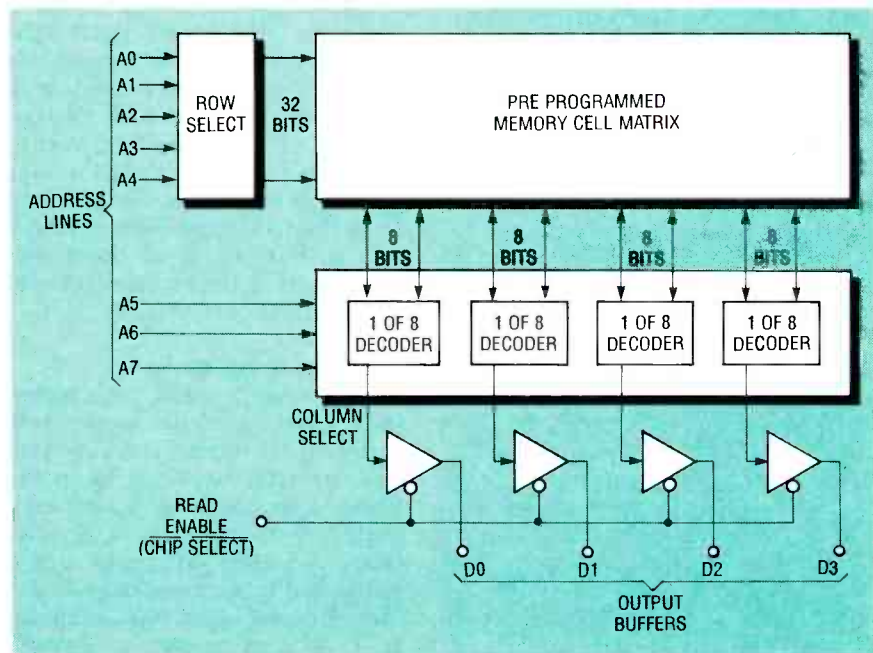 A0
A1
A2
A3
A4
ADDRESS
LINES
ROW
SELECT
32
BITS
PRE PROGRAMMED
MEMORY CELL MATRIX
8
BITS
8
BITS
8
BITS
8
BITS
A5
A6
A7
1 OF 8
DECODER
1 OF 8
DECODER
1 OF 8
DECODER
1 OF 8
DECODER
COLUMN
SELECT
READ
ENABLE
(CHIP SELECT)
D0
D1
D2
D3
OUTPUT
BUFFERS